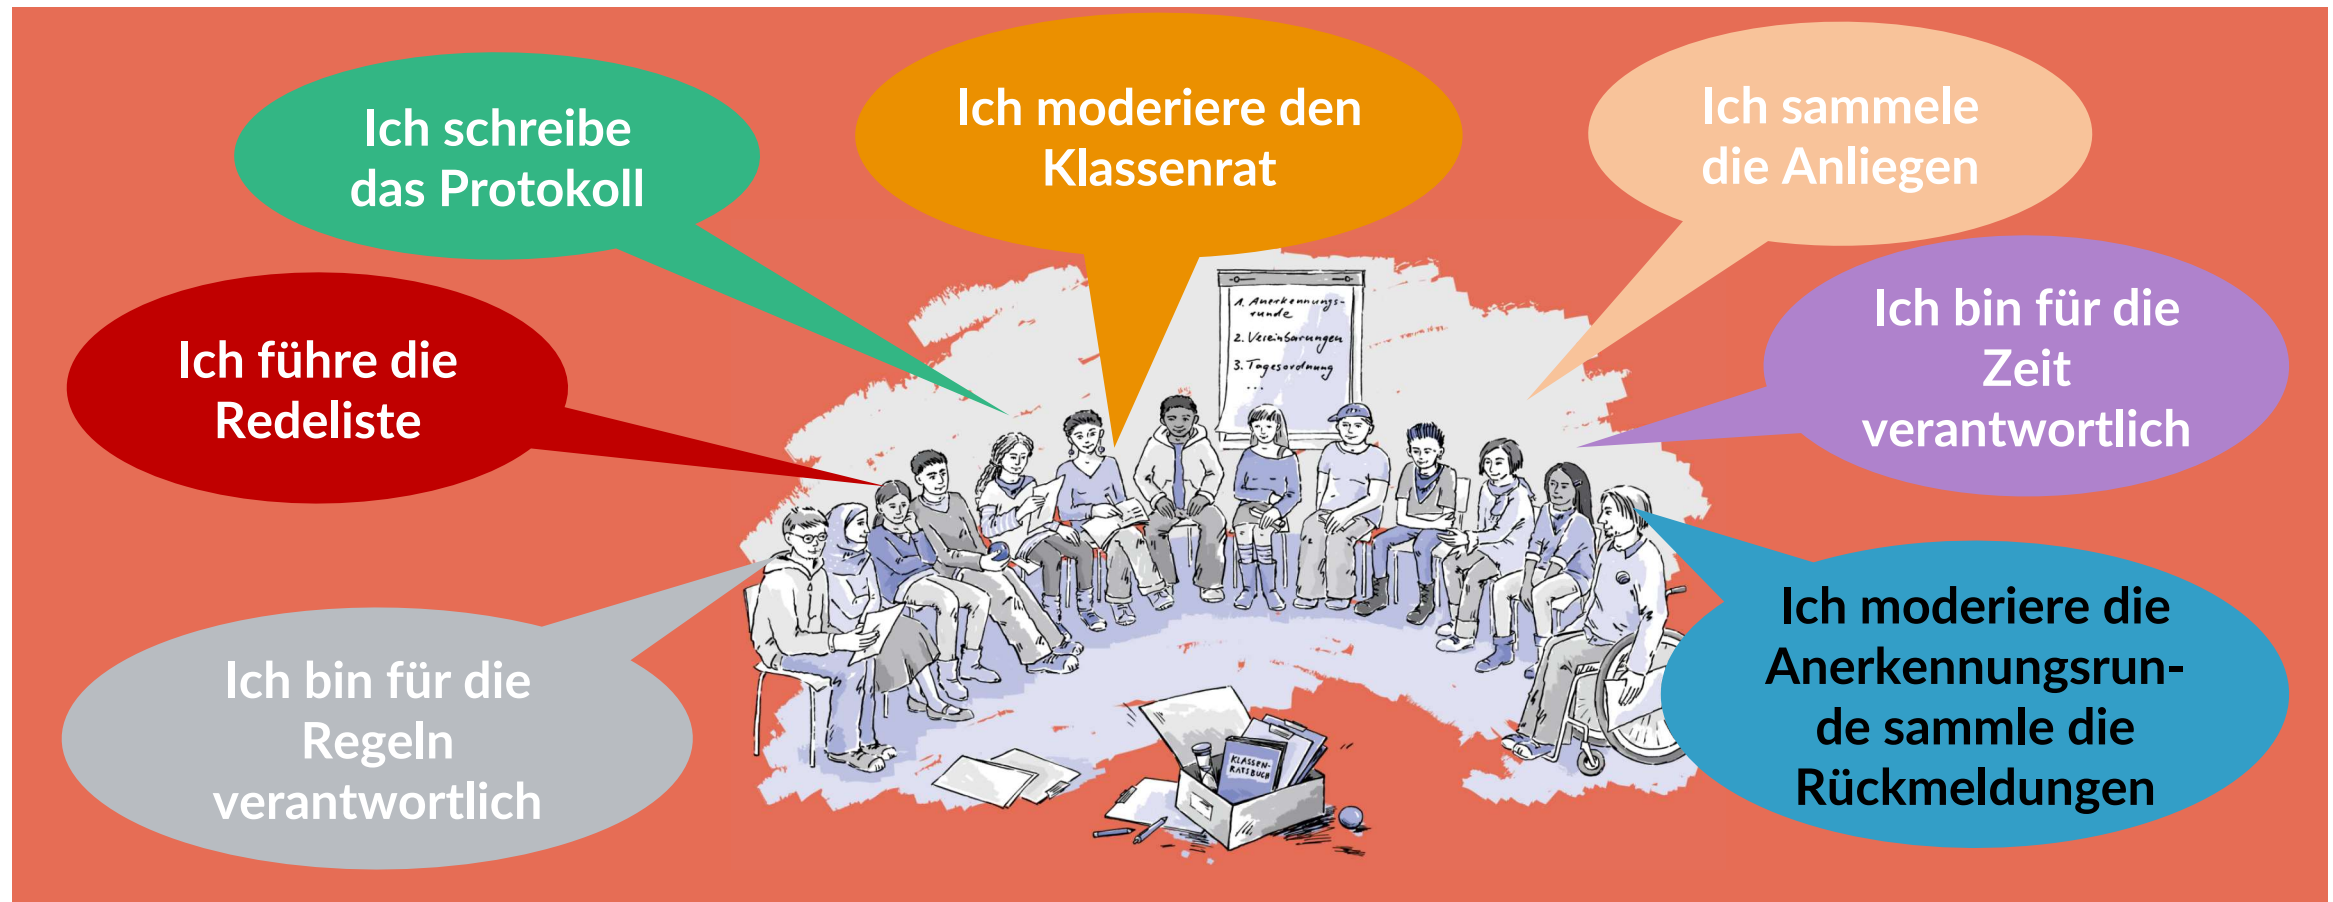 Ich schreibe
das Protokoll
Ich moderiere den
Klassenrat
Ich sammele
die Anliegen
Ich führe die
Redeliste
Ich bin für die
Zeit
verantwortlich
1. Anerkennungs-
runde
2. Vereinbarungen
3. Tagesordnung
...
Ich bin für die
Regeln
verantwortlich
Ich moderiere die
Anerkennungsrun-
de sammle die
Rückmeldungen
KLASSEN-
RATSBUCH